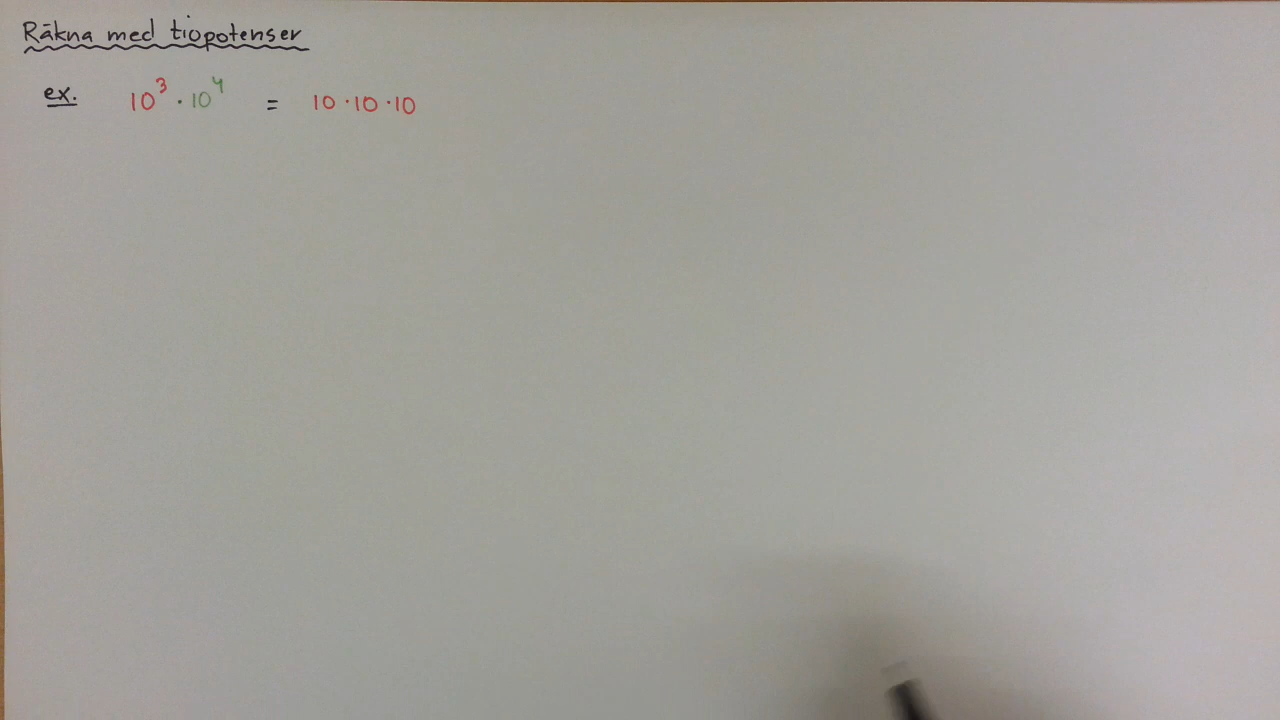 Räkna med tiopotenser
ex. 10³ · 10⁴ = 10 · 10 · 10